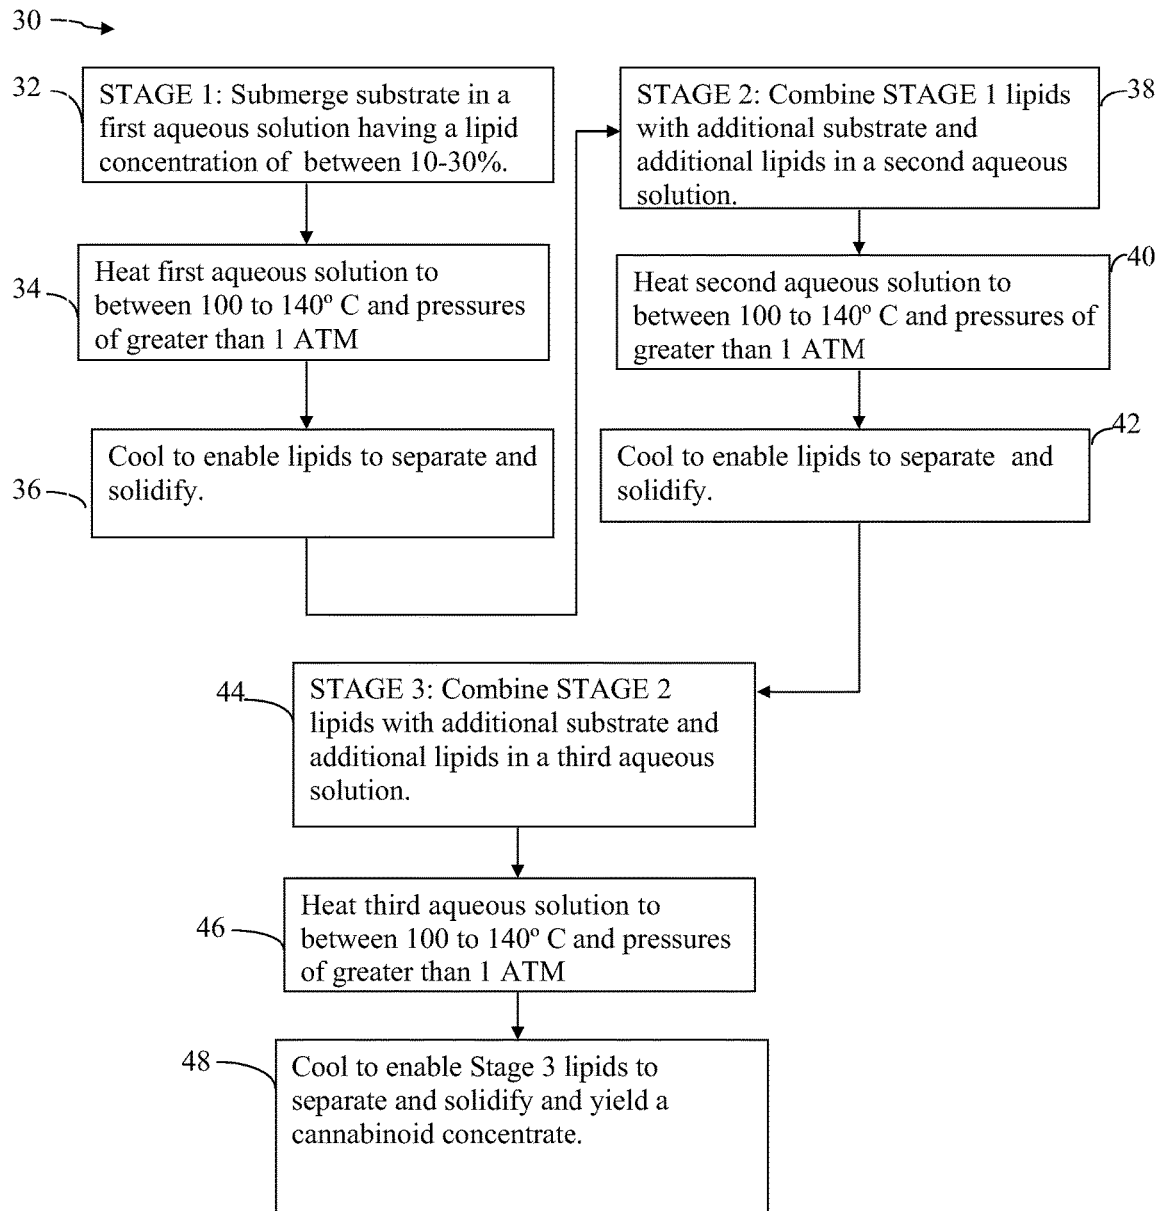 30
32
STAGE 1: Submerge substrate in a
first aqueous solution having a lipid
concentration of between 10-30%.
34
Heat first aqueous solution to
between 100 to 140º C and pressures
of greater than 1 ATM
36
Cool to enable lipids to separate and
solidify.
38
STAGE 2: Combine STAGE 1 lipids
with additional substrate and
additional lipids in a second aqueous
solution.
40
Heat second aqueous solution to
between 100 to 140º C and pressures of
greater than 1 ATM
42
Cool to enable lipids to separate and
solidify.
44
STAGE 3: Combine STAGE 2
lipids with additional substrate and
additional lipids in a third aqueous
solution.
46
Heat third aqueous solution to
between 100 to 140º C and pressures
of greater than 1 ATM
48
Cool to enable Stage 3 lipids to
separate and solidify and yield a
cannabinoid concentrate.